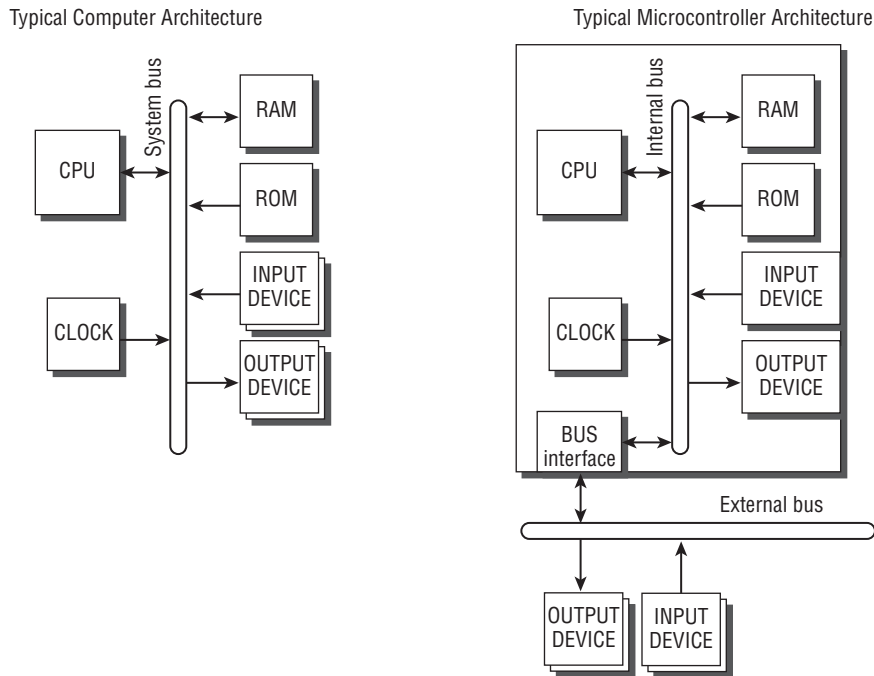 Typical Computer Architecture
System bus
CPU
RAM
ROM
INPUT
DEVICE
CLOCK
OUTPUT
DEVICE
Typical Microcontroller Architecture
Internal bus
CPU
RAM
ROM
INPUT
DEVICE
CLOCK
OUTPUT
DEVICE
BUS
interface
External bus
OUTPUT
DEVICE
INPUT
DEVICE